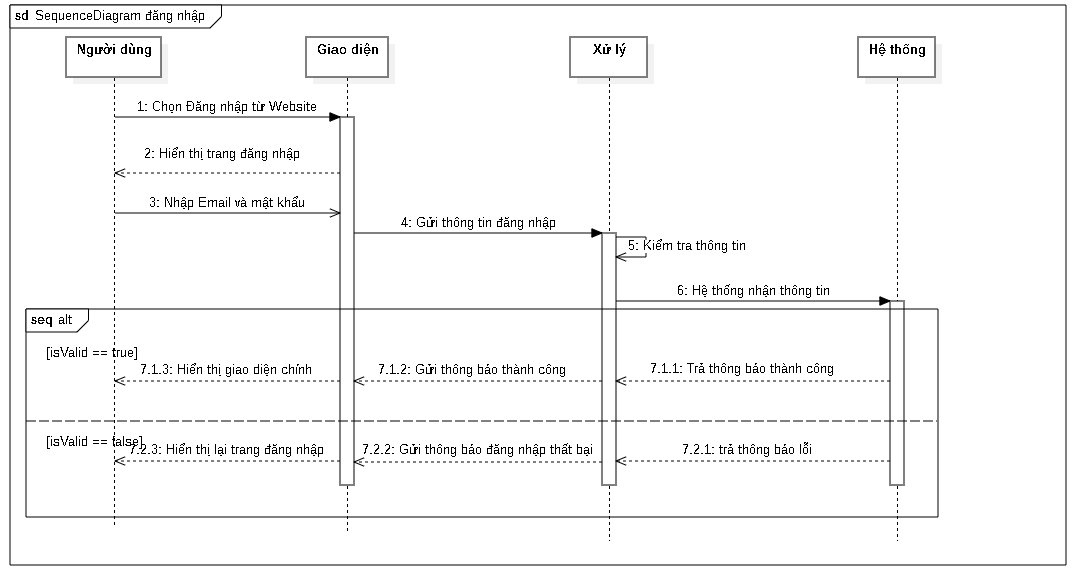 sd SequenceDiagram đăng nhập
Người dùng
Giao diện
Xử lý
Hệ thống
1: Chọn Đăng nhập từ Website
2: Hiển thị trang đăng nhập
3: Nhập Email và mật khẩu
4: Gửi thông tin đăng nhập
5: Kiểm tra thông tin
6: Hệ thống nhận thông tin
seq alt
[isValid == true]
7.1.3: Hiển thị giao diện chính
7.1.2: Gửi thông báo thành công
7.1.1: Trả thông báo thành công
[isValid == false]
7.2.3: Hiển thị lại trang đăng nhập
7.2.2: Gửi thông báo đăng nhập thất bại
7.2.1: trả thông báo lỗi